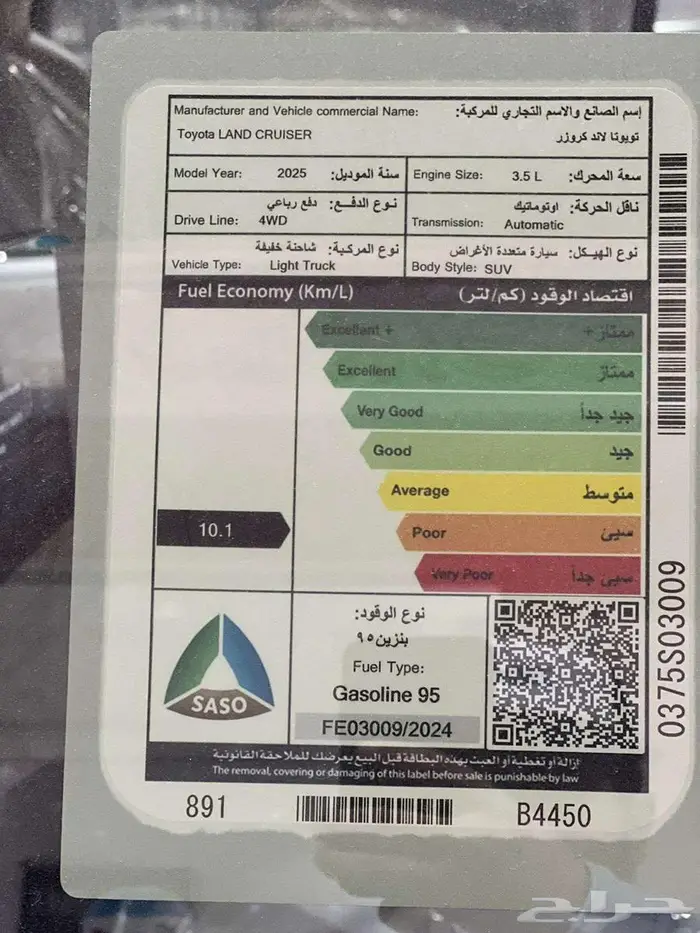 Manufacturer and Vehicle commercial Name: إسم الصانع والاسم التجاري للمركبة:
Toyota LAND CRUISER تويوتا لاند كروزر
Model Year: 2025 سنة الموديل:
Engine Size: 3.5 L سعة المحرك:
نوع الدفع: دفع رباعي
Drive Line: 4WD
ناقل الحركة: اوتوماتيك
Transmission: Automatic
نوع المركبة: شاحنة خفيفة
Vehicle Type: Light Truck
نوع الهيكل: سيارة متعددة الأغراض
Body Style: SUV
Fuel Economy (Km/L) اقتصاد الوقود (كم/لتر)
Excellent + ممتاز +
Excellent ممتاز
Very Good جيد جداً
Good جيد
Average متوسط
10.1
Poor سيئ
Very Poor سيئ جداً
SASO
نوع الوقود:
بنزين ٩٥
Fuel Type:
Gasoline 95
FE03009/2024
إزالة أو تغطية أو العبث بهذه البطاقة قبل البيع يعرضك للملاحقة القانونية
The removal, covering or damaging of this label before sale is punishable by law
891
B4450
0375S03009
حراج